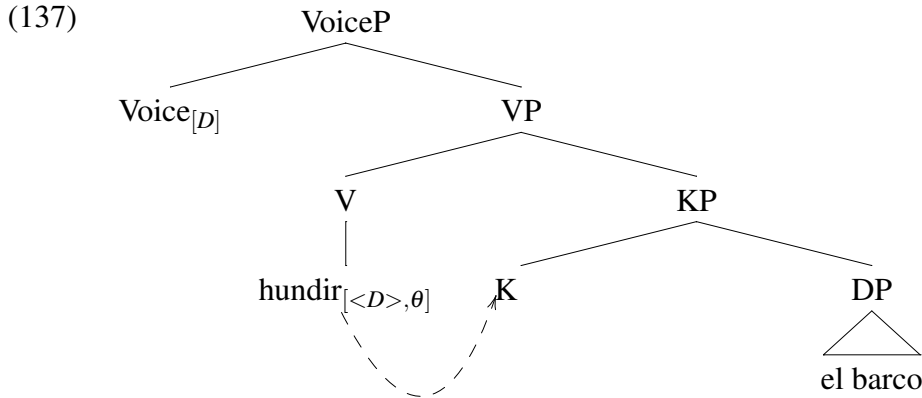 (137) VoiceP
Voice[D] VP
V KP
hundir[<D>,θ] K DP
el barco